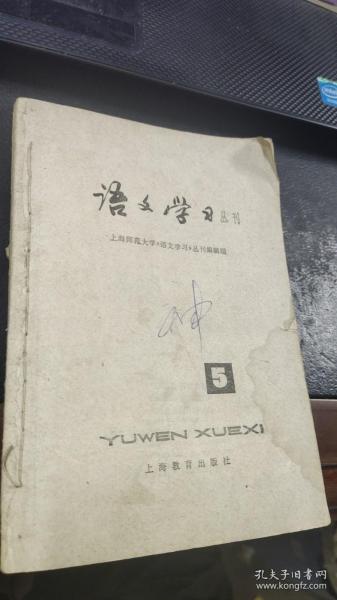 语文学习丛刊
上海师范大学《语文学习》丛刊编辑组
神
5
YUWEN XUEXI
上海教育出版社
intel
孔夫子旧书网
www.kongfz.com